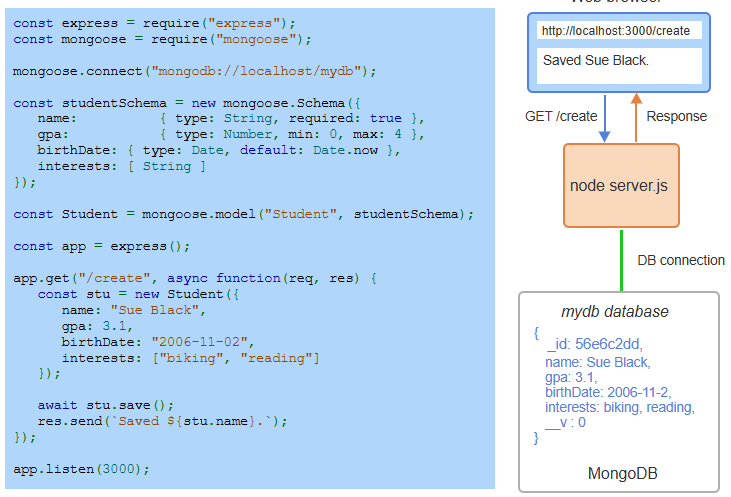 const express = require("express");
const mongoose = require("mongoose");
mongoose.connect("mongodb://localhost/mydb");
const studentSchema = new mongoose.Schema({
name: { type: String, required: true },
gpa: { type: Number, min: 0, max: 4 },
birthDate: { type: Date, default: Date.now },
interests: [ String ]
});
const Student = mongoose.model("Student", studentSchema);
const app = express();
app.get("/create", async function(req, res) {
const stu = new Student({
name: "Sue Black",
gpa: 3.1,
birthDate: "2006-11-02",
interests: ["biking", "reading"]
});
await stu.save();
res.send(`Saved ${stu.name}.`);
});
app.listen(3000);
Web browser
http://localhost:3000/create
Saved Sue Black.
GET /create
Response
node server.js
DB connection
mydb database
{
_id: 56e6c2dd,
name: Sue Black,
gpa: 3.1,
birthDate: 2006-11-2,
interests: biking, reading,
__v : 0
}
MongoDB